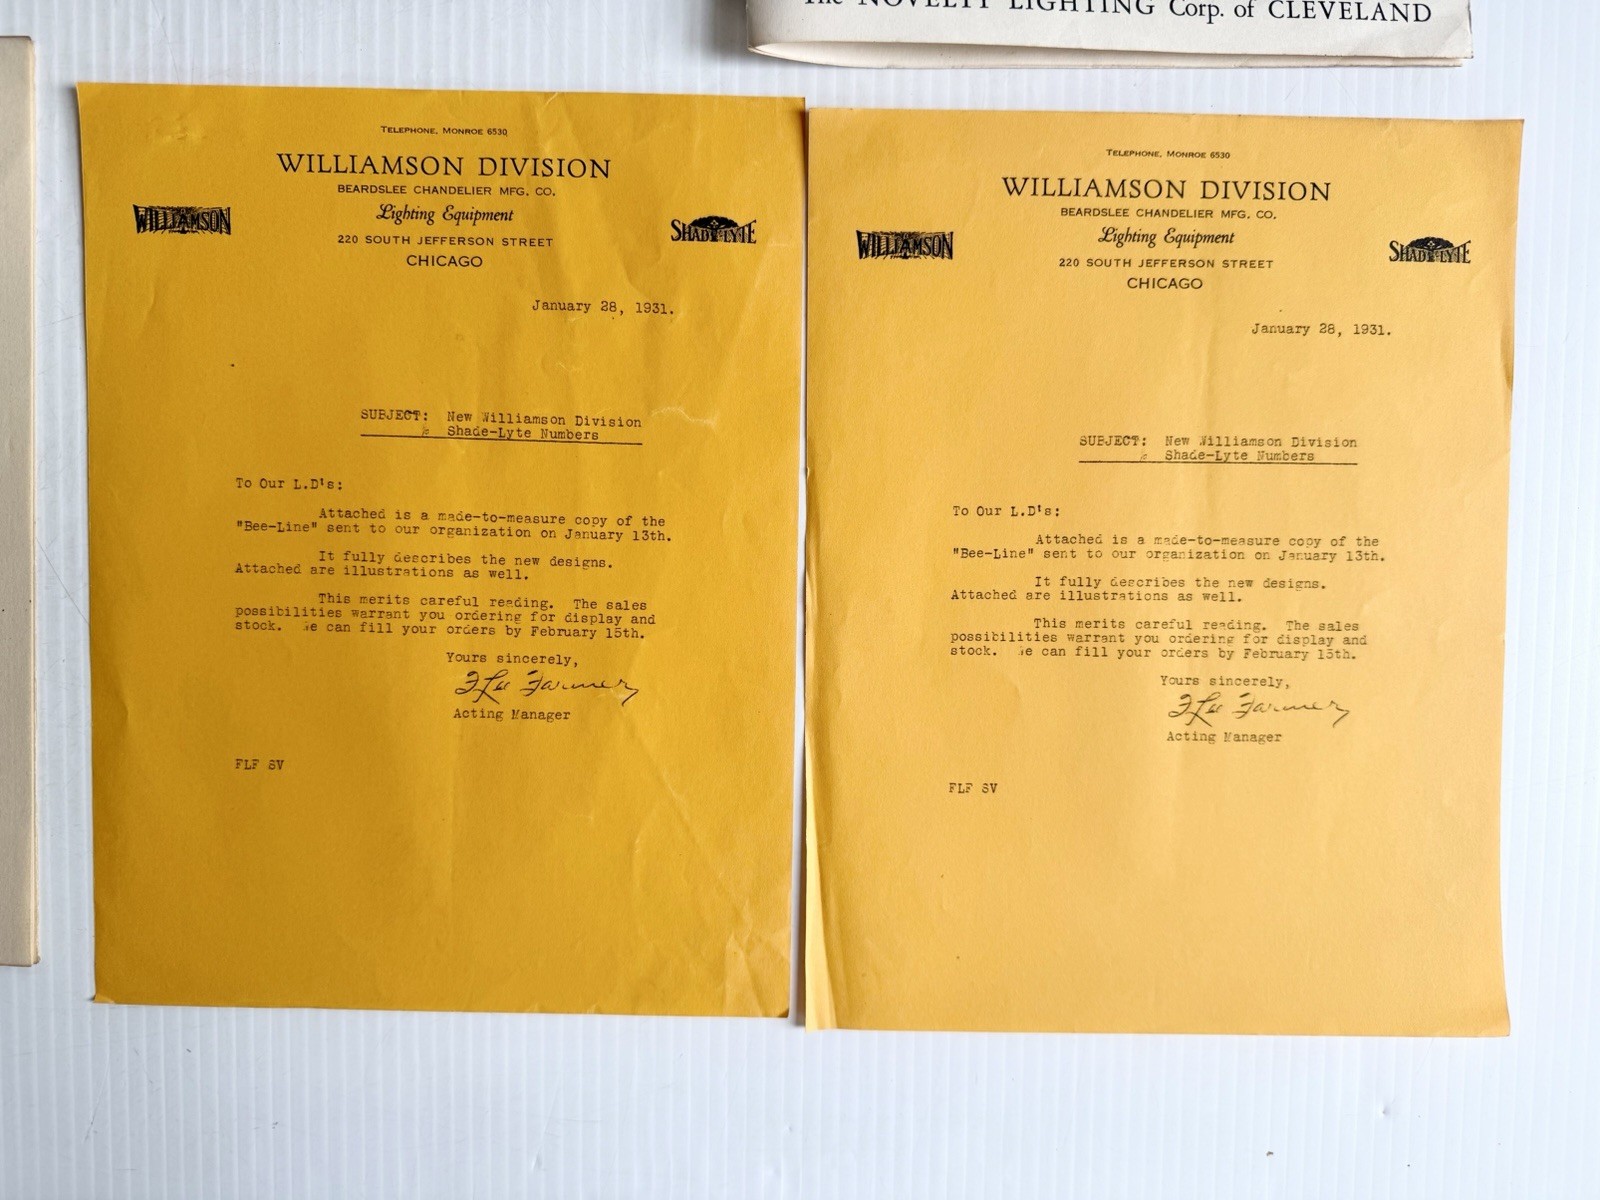 The NOVELTY LIGHTING Corp. of CLEVELAND
TELEPHONE, MONROE 6530
WILLIAMSON DIVISION
BEARDSLEE CHANDELIER MFG. CO.
Lighting Equipment
220 SOUTH JEFFERSON STREET
CHICAGO
WILLIAMSON
SHADE-LYTE
January 28, 1931.
SUBJECT: New Williamson Division
& Shade-Lyte Numbers
To Our L.D's:
Attached is a made-to-measure copy of the
"Bee-Line" sent to our organization on January 13th.
It fully describes the new designs.
Attached are illustrations as well.
This merits careful reading. The sales
possibilities warrant you ordering for display and
stock. We can fill your orders by February 15th.
Yours sincerely,
F Lee Farmer
Acting Manager
FLF SV
TELEPHONE, MONROE 6530
WILLIAMSON DIVISION
BEARDSLEE CHANDELIER MFG. CO.
Lighting Equipment
220 SOUTH JEFFERSON STREET
CHICAGO
WILLIAMSON
SHADE-LYTE
January 28, 1931.
SUBJECT: New Williamson Division
& Shade-Lyte Numbers
To Our L.D's:
Attached is a made-to-measure copy of the
"Bee-Line" sent to our organization on January 13th.
It fully describes the new designs.
Attached are illustrations as well.
This merits careful reading. The sales
possibilities warrant you ordering for display and
stock. We can fill your orders by February 15th.
Yours sincerely,
F Lee Farmer
Acting Manager
FLF SV